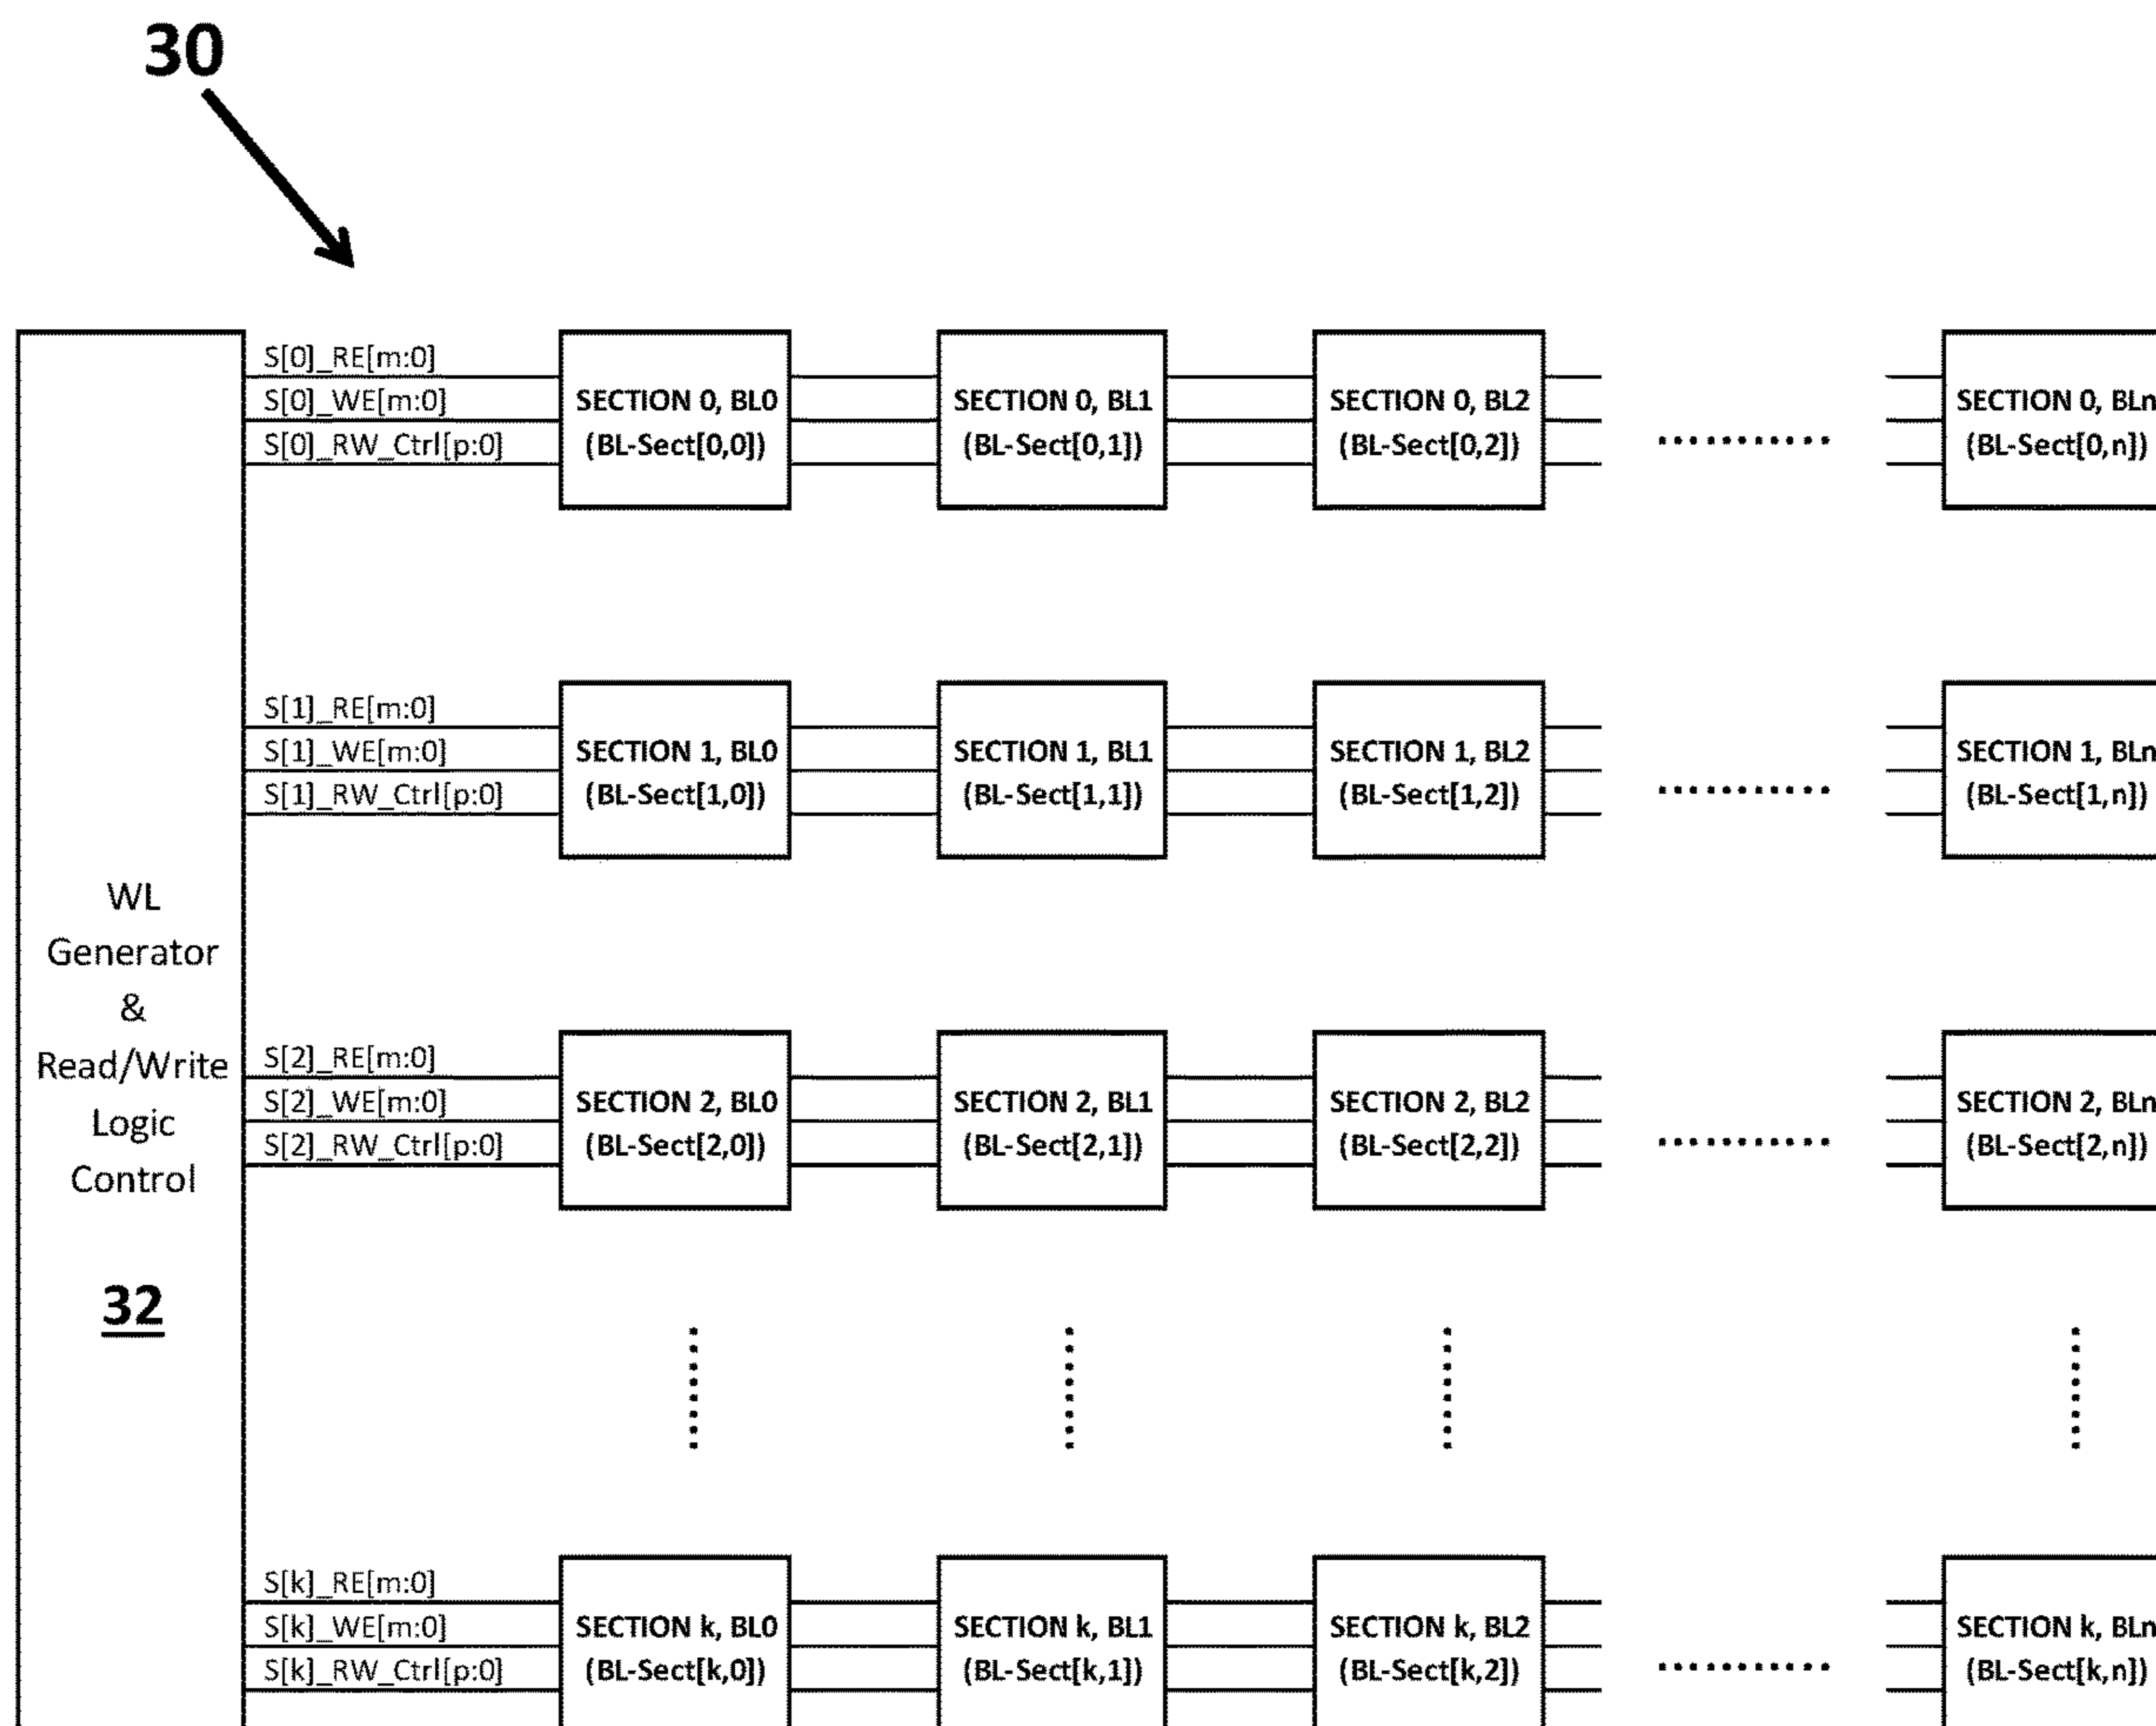 30
S[0]_RE[m:0]
S[0]_WE[m:0]
S[0]_RW_Ctrl[p:0]
SECTION 0, BL0
(BL-Sect[0,0])
SECTION 0, BL1
(BL-Sect[0,1])
SECTION 0, BL2
(BL-Sect[0,2])
...........
SECTION 0, BLn
(BL-Sect[0,n])
S[1]_RE[m:0]
S[1]_WE[m:0]
S[1]_RW_Ctrl[p:0]
SECTION 1, BL0
(BL-Sect[1,0])
SECTION 1, BL1
(BL-Sect[1,1])
SECTION 1, BL2
(BL-Sect[1,2])
...........
SECTION 1, BLn
(BL-Sect[1,n])
WL
Generator
&
Read/Write
Logic
Control
32
S[2]_RE[m:0]
S[2]_WE[m:0]
S[2]_RW_Ctrl[p:0]
SECTION 2, BL0
(BL-Sect[2,0])
SECTION 2, BL1
(BL-Sect[2,1])
SECTION 2, BL2
(BL-Sect[2,2])
...........
SECTION 2, BLn
(BL-Sect[2,n])
S[k]_RE[m:0]
S[k]_WE[m:0]
S[k]_RW_Ctrl[p:0]
SECTION k, BL0
(BL-Sect[k,0])
SECTION k, BL1
(BL-Sect[k,1])
SECTION k, BL2
(BL-Sect[k,2])
...........
SECTION k, BLn
(BL-Sect[k,n])